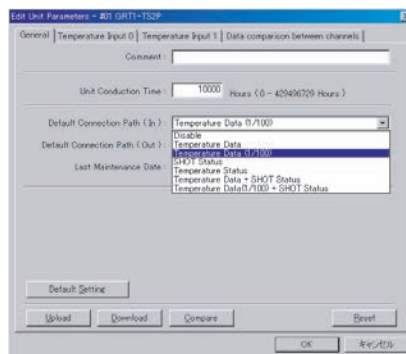 Edit Unit Parameters - #01 GRT1-TS2P
General Temperature Input 0 Temperature Input 1 Data comparison between channels
Comment :
Unit Conduction Time : 10000 Hours ( 0 - 429496729 Hours )
Default Connection Path (In) : Temperature Data (1/100)
Disable
Default Connection Path (Out) : Temperature Data
Temperature Data (1/100)
SHOT Status
Last Maintenance Date : Temperature Status
Temperature Data + SHOT Status
Temperature Data(1/100) + SHOT Status
Default Setting
Upload Download Compare Reset
OK キャンセル